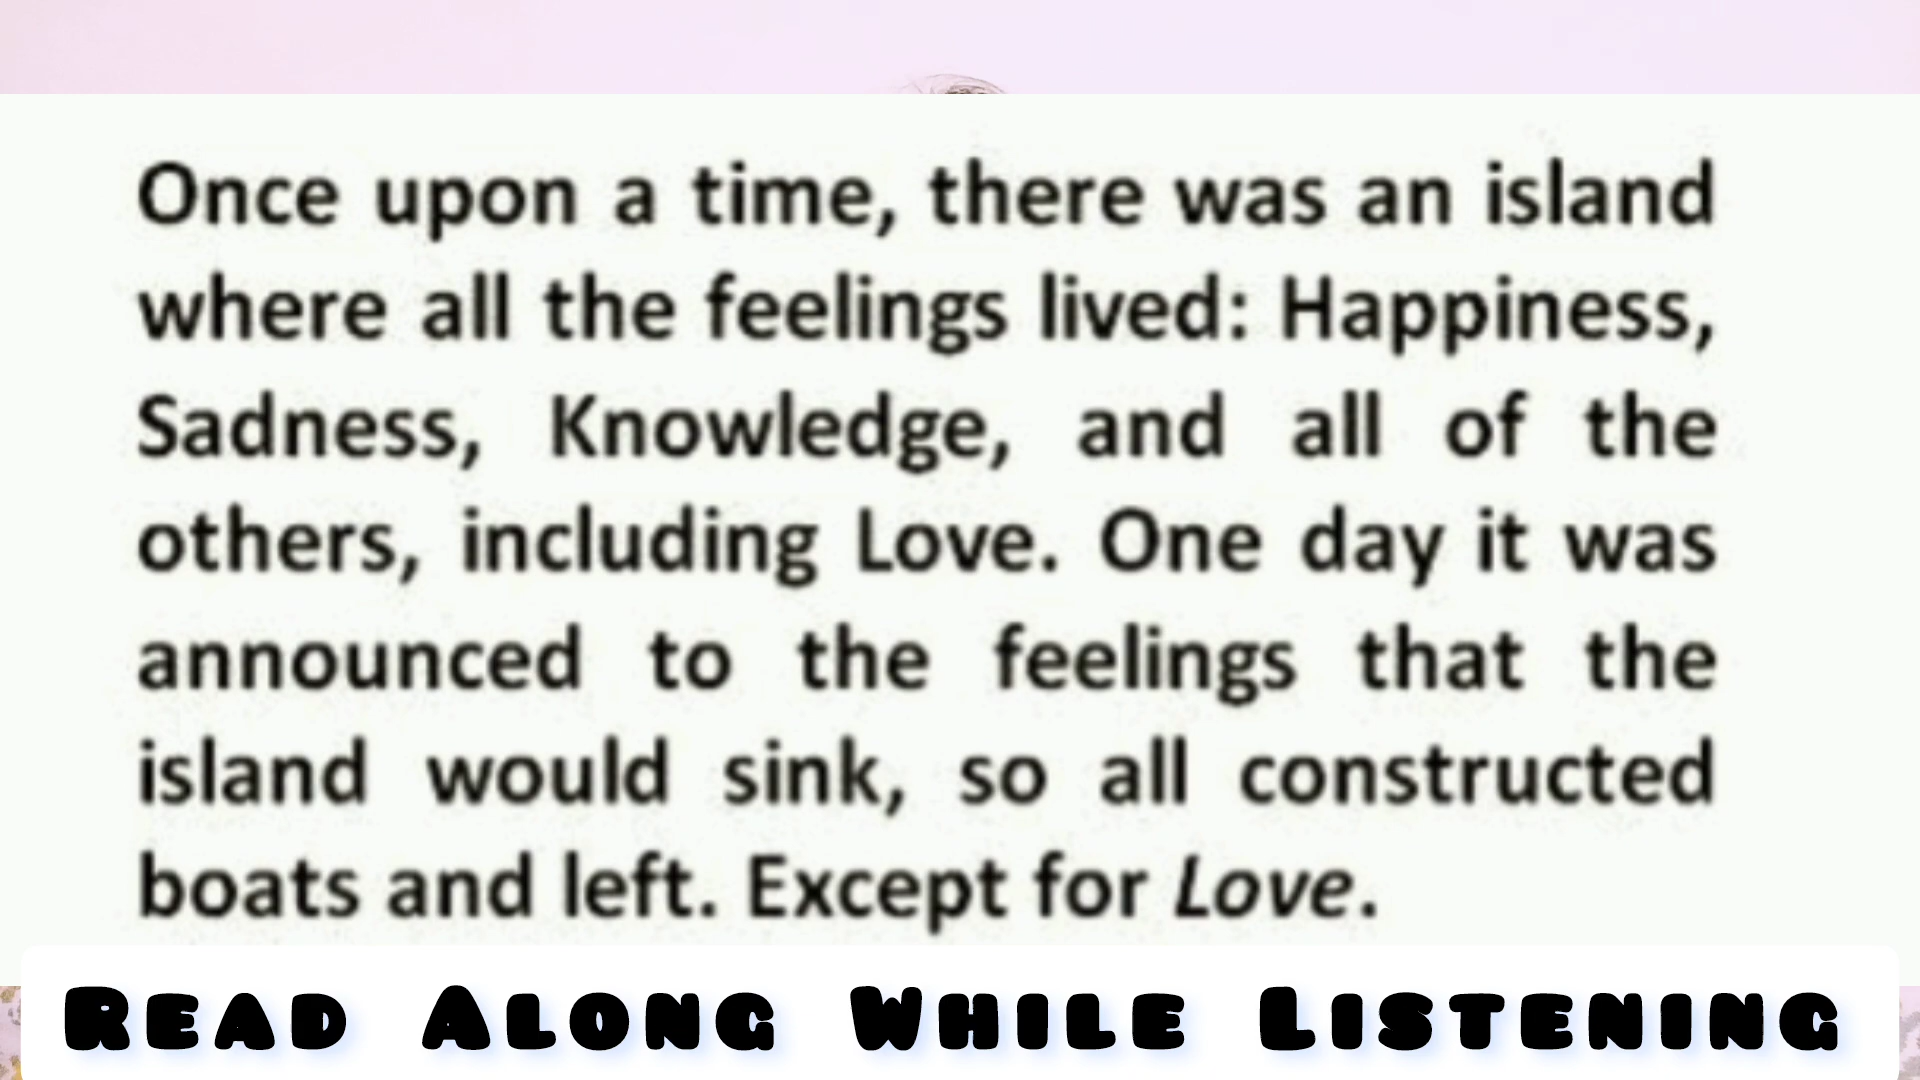 Once upon a time, there was an island
where all the feelings lived: Happiness,
Sadness, Knowledge, and all of the
others, including Love. One day it was
announced to the feelings that the
island would sink, so all constructed
boats and left. Except for Love.
Read Along While Listening